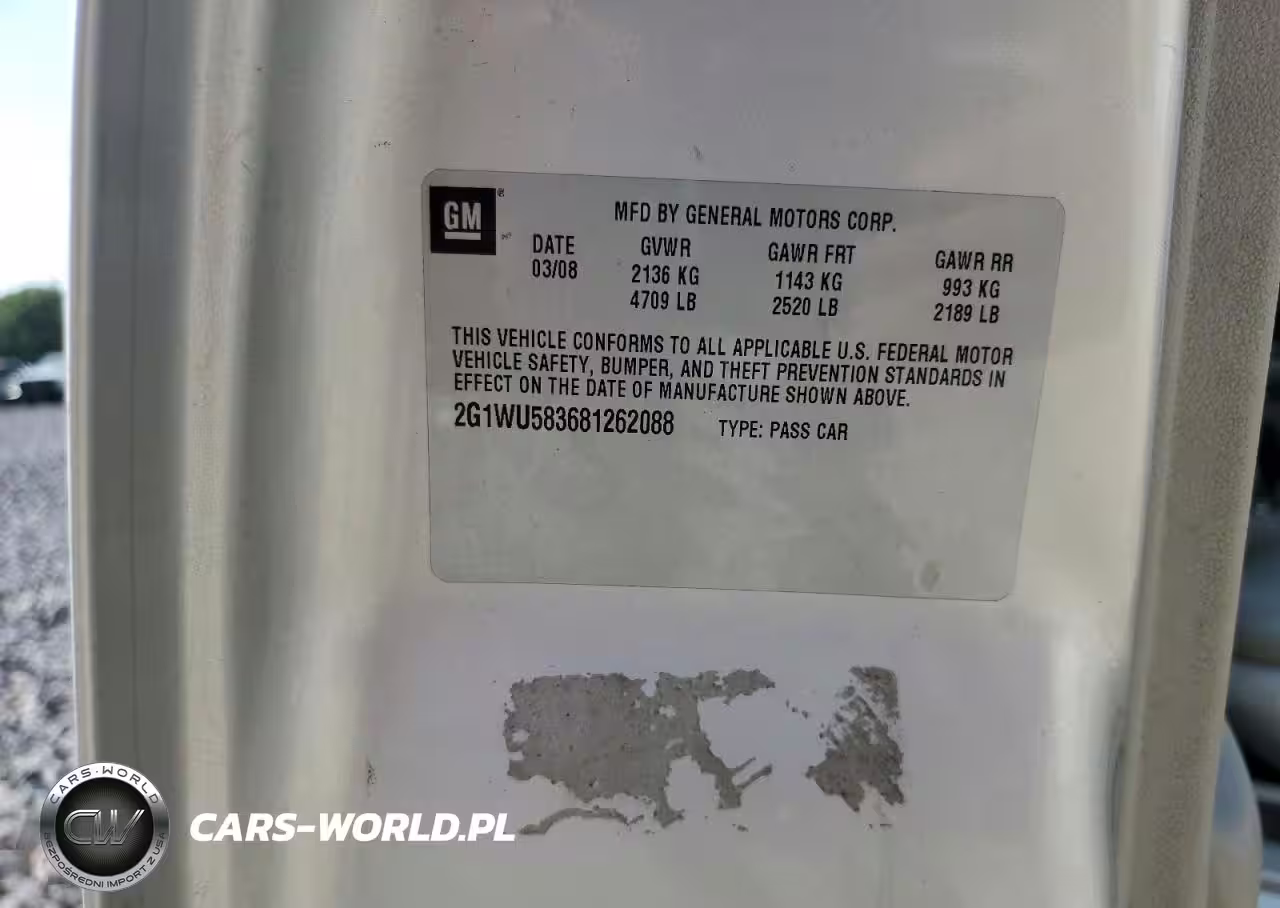 GM
MFD BY GENERAL MOTORS CORP.
DATE GVWR GAWR FRT GAWR RR
03/08 2136 KG 1143 KG 993 KG
4709 LB 2520 LB 2189 LB
THIS VEHICLE CONFORMS TO ALL APPLICABLE U.S. FEDERAL MOTOR
VEHICLE SAFETY, BUMPER, AND THEFT PREVENTION STANDARDS IN
EFFECT ON THE DATE OF MANUFACTURE SHOWN ABOVE.
2G1WU583681262088 TYPE: PASS CAR
CARS-WORLD
CW
BEZPOŚREDNI IMPORT Z USA
CARS-WORLD.PL